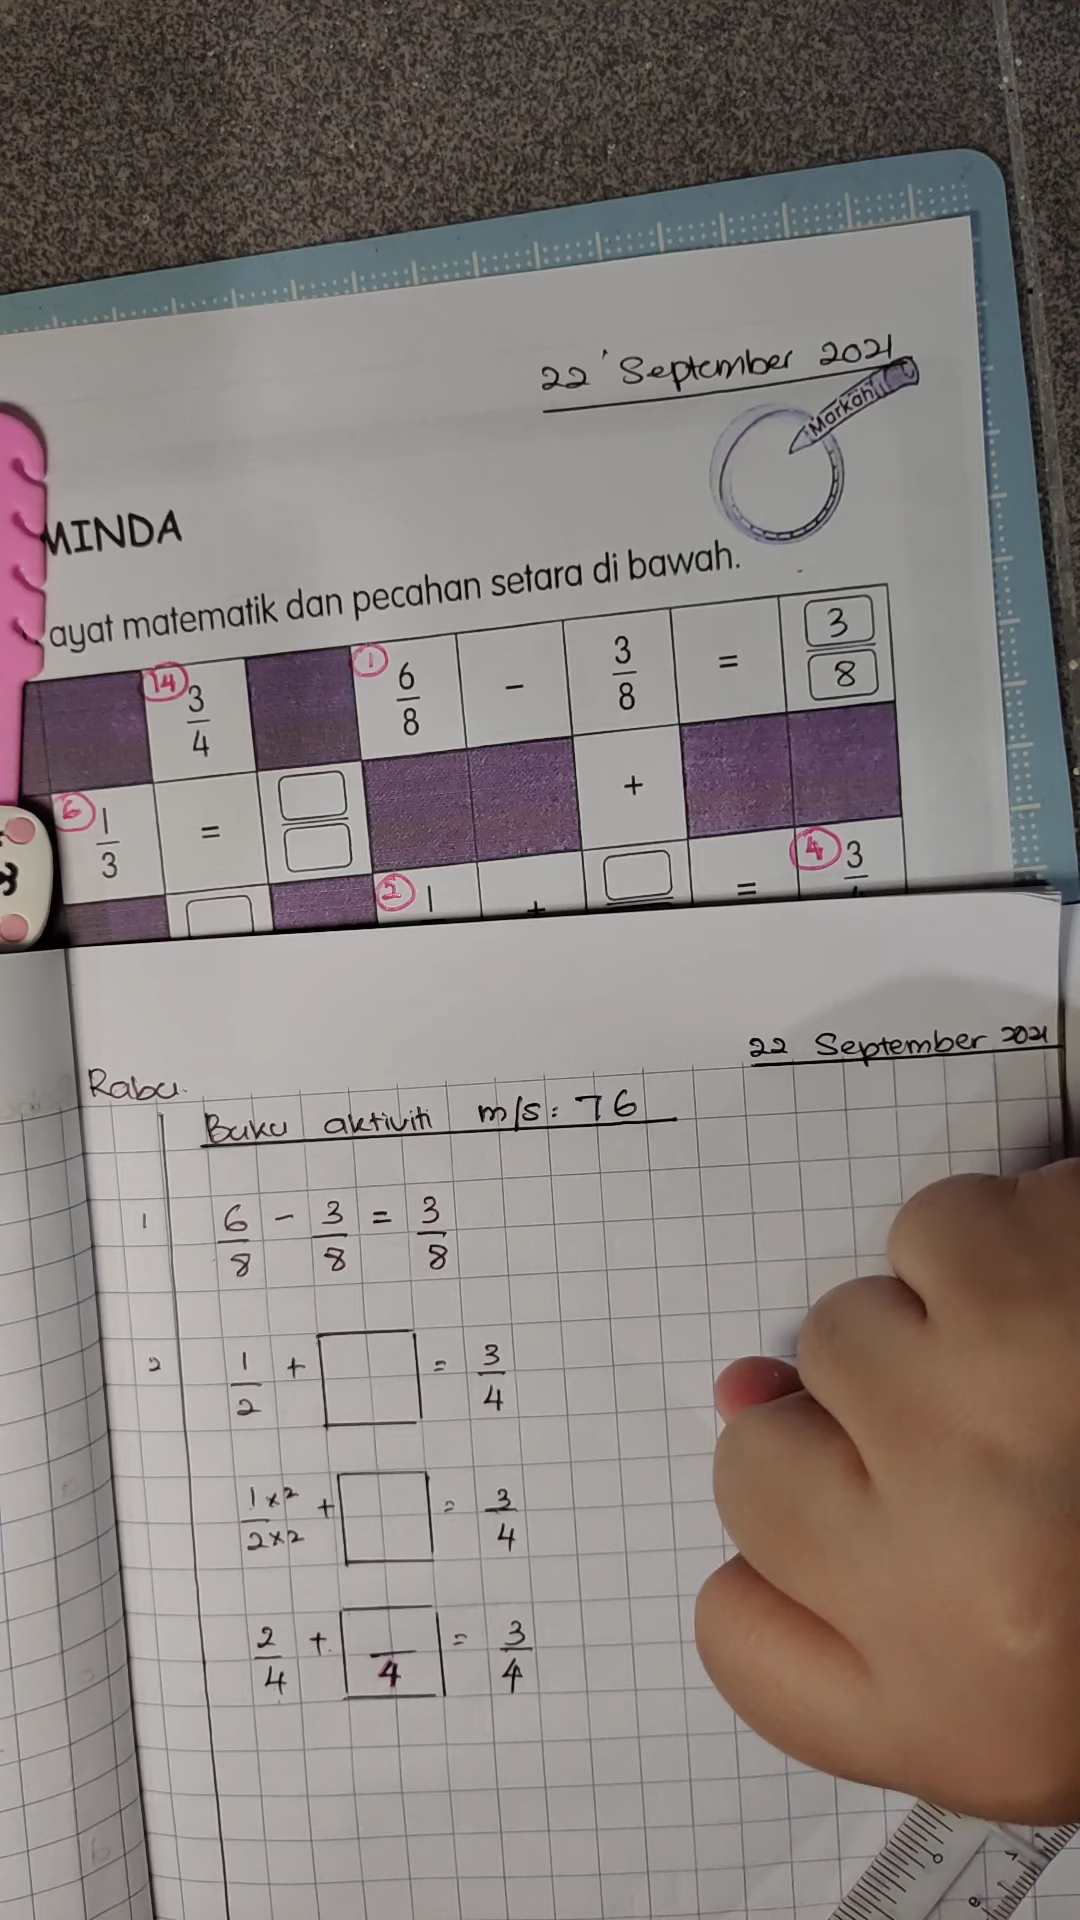 22 September 2021
Markah
MINDA
ayat matematik dan pecahan setara di bawah.
14 3/4 1 6/8 - 3/8 = 3/8
+
6 1/3 =
2 1 + = 4 3
22 September 2021
Rabu.
Buku aktiviti m/s: 76
1 6/8 - 3/8 = 3/8
2 1/2 + = 3/4
1×2/2×2 + = 3/4
2/4 + /4 = 3/4